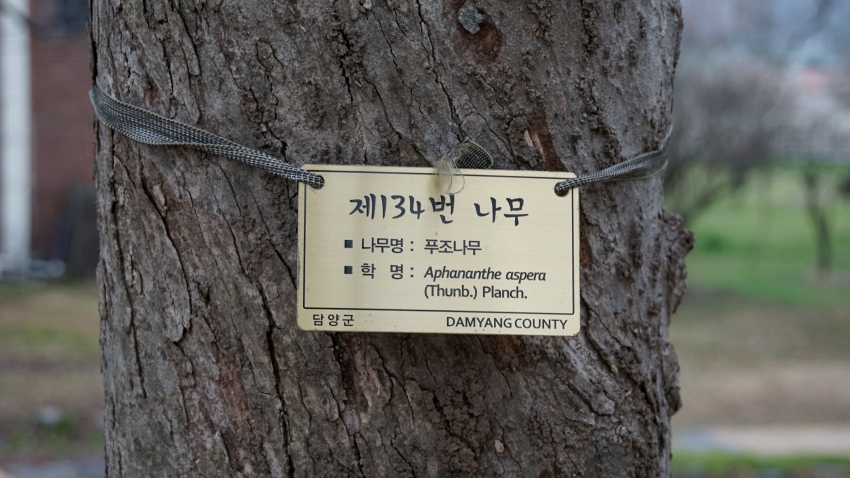 제134번 나무
■ 나무명 : 푸조나무
■ 학 명 : Aphananthe aspera
(Thunb.) Planch.
담양군 DAMYANG COUNTY